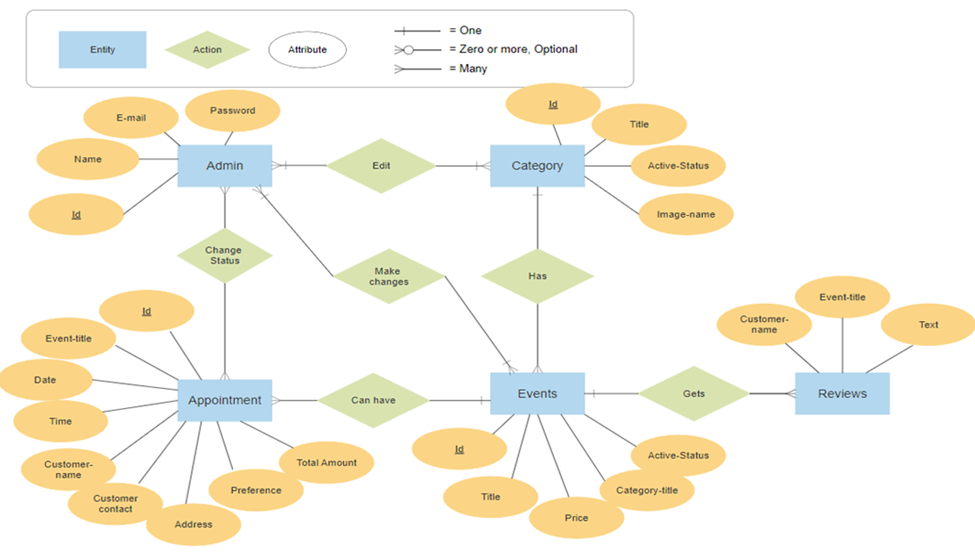 Entity
Action
Attribute
= One
= Zero or more, Optional
= Many
E-mail
Password
Name
Id
Admin
Edit
Category
Id
Title
Active-Status
Image-name
Change
Status
Make
changes
Has
Id
Event-title
Date
Time
Customer-
name
Customer
contact
Address
Preference
Total Amount
Appointment
Can have
Events
Gets
Reviews
Customer-
name
Event-title
Text
Id
Title
Price
Category-title
Active-Status